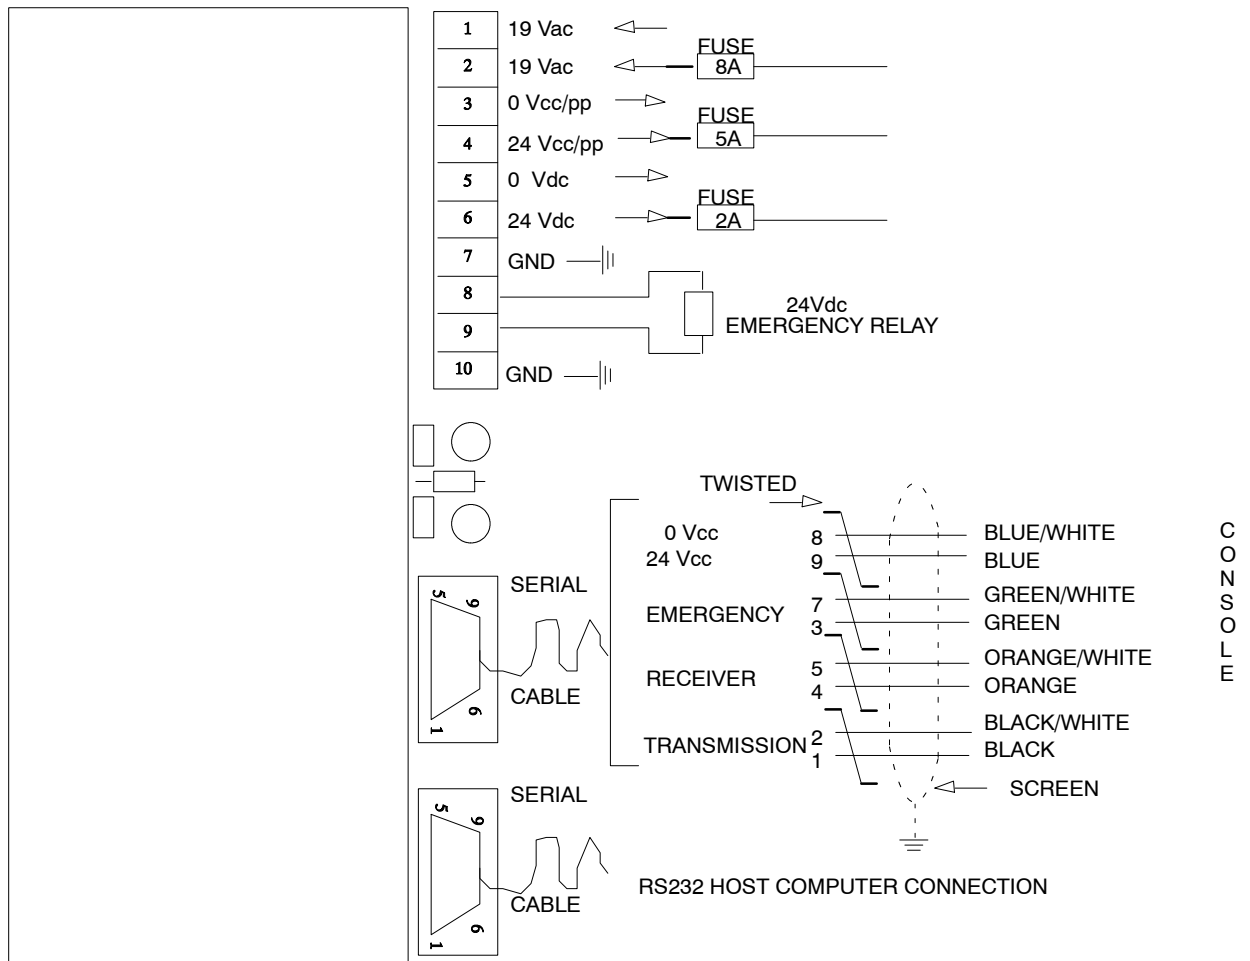 1 19 Vac
FUSE
2 19 Vac 8A
3 0 Vcc/pp
FUSE
4 24 Vcc/pp 5A
5 0 Vdc
FUSE
6 24 Vdc 2A
7 GND
8
24Vdc
9 EMERGENCY RELAY
10 GND
TWISTED
0 Vcc 8 BLUE/WHITE
24 Vcc 9 BLUE
SERIAL
5 9
CABLE
6
1
EMERGENCY 7 GREEN/WHITE
3 GREEN
RECEIVER 5 ORANGE/WHITE
4 ORANGE
TRANSMISSION 2 BLACK/WHITE
1 BLACK
SCREEN
CONSOLE
SERIAL
5 9
CABLE
6
1
RS232 HOST COMPUTER CONNECTION